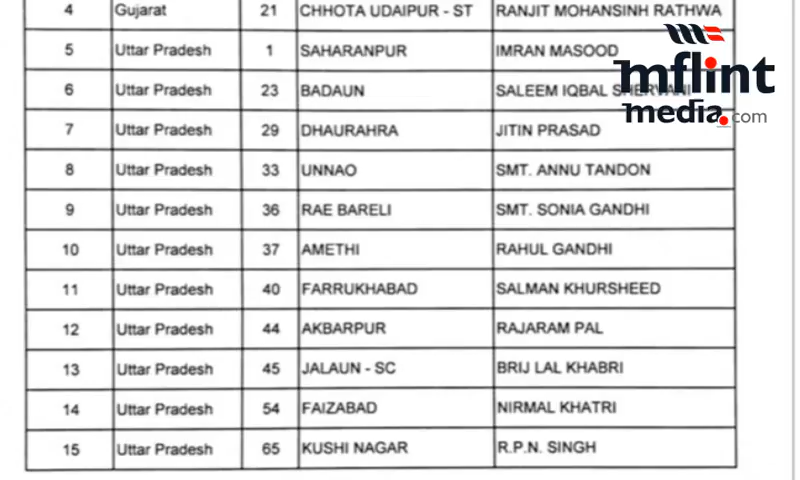 4 Gujarat 21 CHHOTA UDAIPUR - ST RANJIT MOHANSINH RATHWA
5 Uttar Pradesh 1 SAHARANPUR IMRAN MASOOD
6 Uttar Pradesh 23 BADAUN SALEEM IQBAL SHERVANI
7 Uttar Pradesh 29 DHAURAHRA JITIN PRASAD
8 Uttar Pradesh 33 UNNAO SMT. ANNU TANDON
9 Uttar Pradesh 36 RAE BARELI SMT. SONIA GANDHI
10 Uttar Pradesh 37 AMETHI RAHUL GANDHI
11 Uttar Pradesh 40 FARRUKHABAD SALMAN KHURSHEED
12 Uttar Pradesh 44 AKBARPUR RAJARAM PAL
13 Uttar Pradesh 45 JALAUN - SC BRIJ LAL KHABRI
14 Uttar Pradesh 54 FAIZABAD NIRMAL KHATRI
15 Uttar Pradesh 65 KUSHI NAGAR R.P.N. SINGH
mflint
media.com